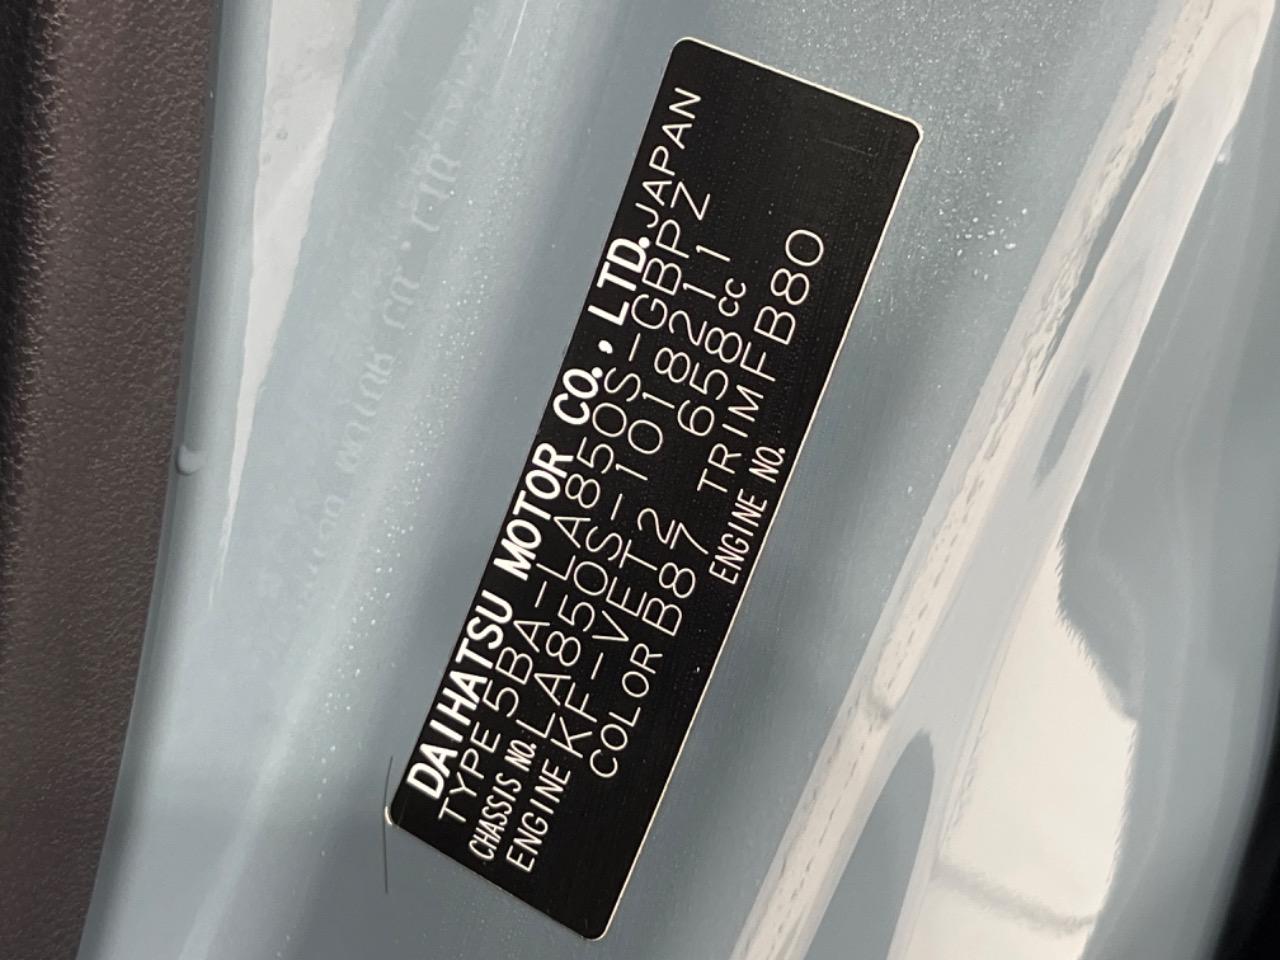 DAIHATSU MOTOR CO., LTD. JAPAN
TYPE 5BA-LA850S-GBPZ
CHASSIS NO. LA850S-1018211
ENGINE KF-VET2 658cc
COLOR B87 TRIM FB80
ENGINE NO.